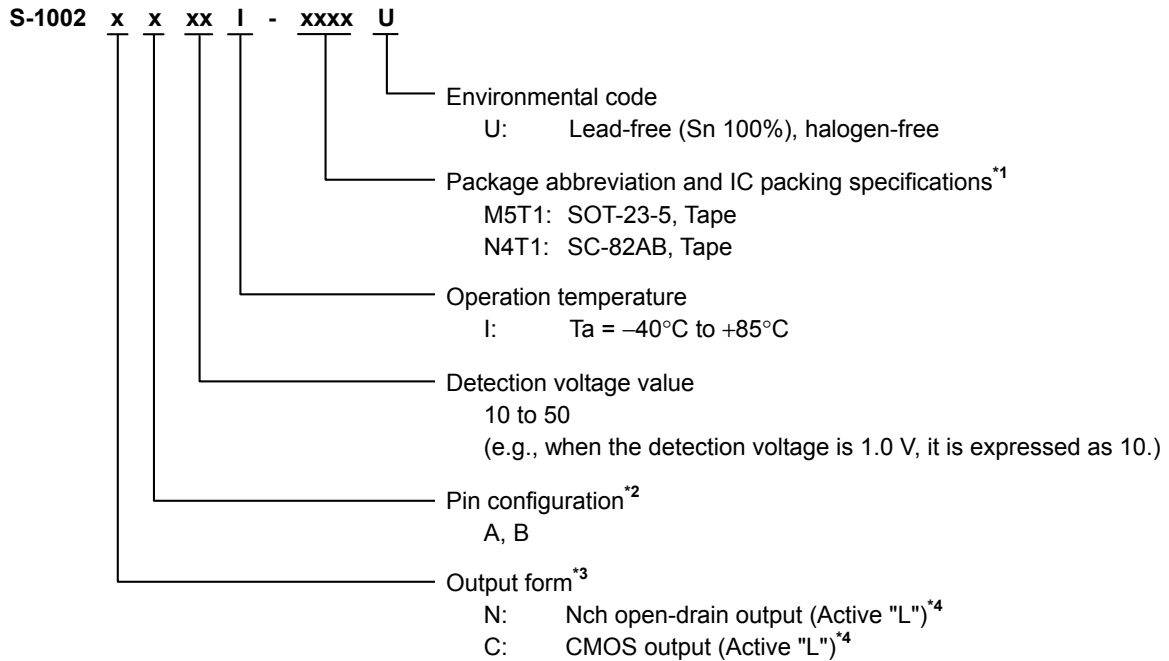 S-1002 x x xx I - xxxx U
Environmental code
U: Lead-free (Sn 100%), halogen-free
Package abbreviation and IC packing specifications*1
M5T1: SOT-23-5, Tape
N4T1: SC-82AB, Tape
Operation temperature
I: Ta = −40°C to +85°C
Detection voltage value
10 to 50
(e.g., when the detection voltage is 1.0 V, it is expressed as 10.)
Pin configuration*2
A, B
Output form*3
N: Nch open-drain output (Active "L")*4
C: CMOS output (Active "L")*4